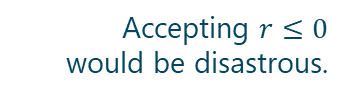 Accepting r ≤ 0
would be disastrous.